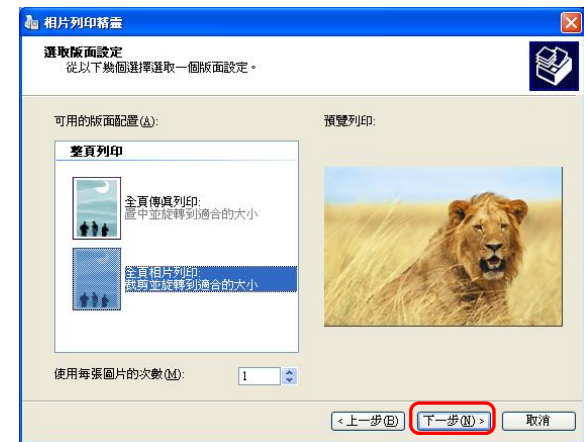 相片列印精靈
選取版面設定
從以下幾個選擇選取一個版面設定。
可用的版面配置(A):
預覽列印:
整頁列印
全頁傳真列印:
置中並旋轉到適合的大小
全頁相片列印:
裁剪並旋轉到適合的大小
使用每張圖片的次數(M):
1
<上一步(B)
下一步(N)>
取消